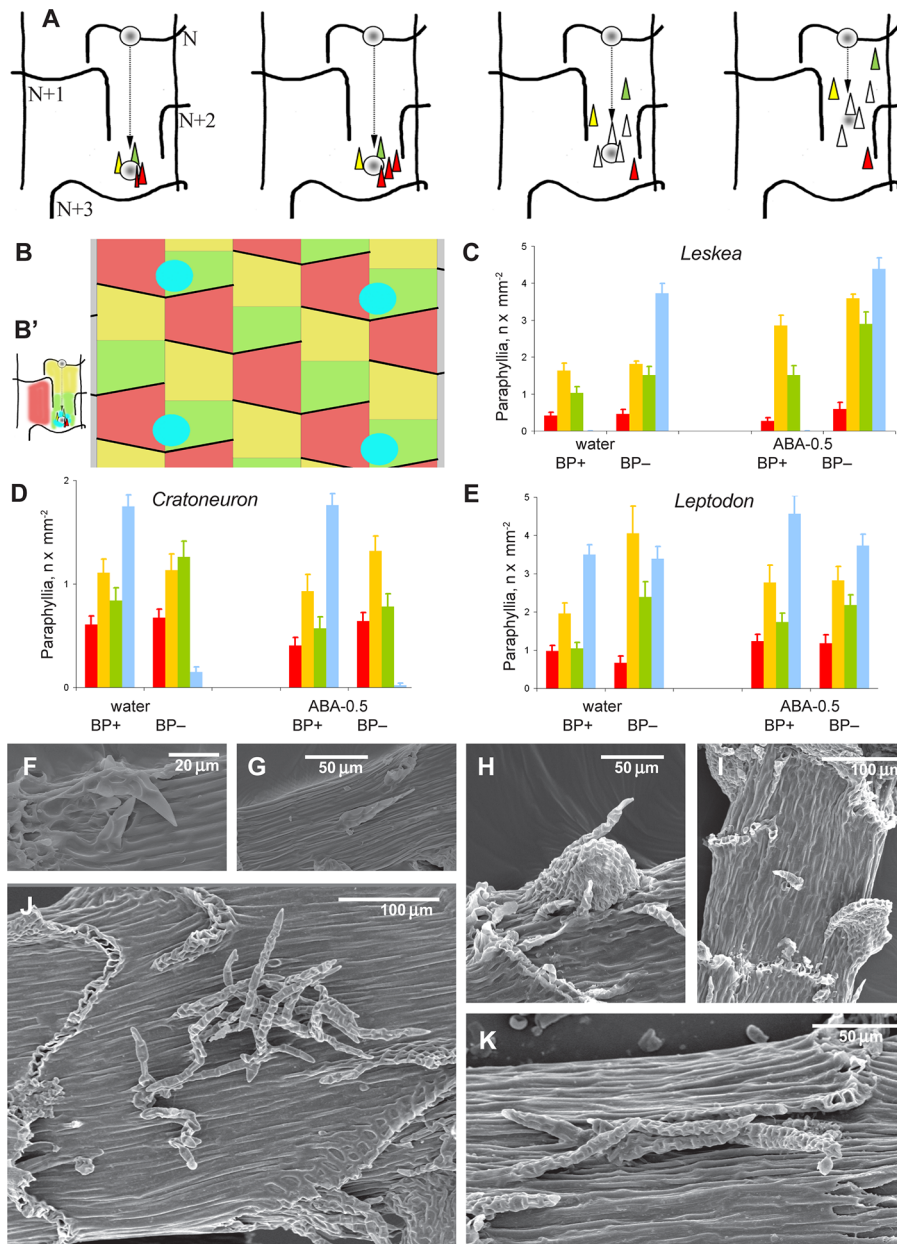 A
N
N+1
N+2
N+3
B
B'
C
Leskea
Paraphyllia, n x mm-2
5
4
3
2
1
0
water
ABA-0.5
BP+
BP–
BP+
BP–
D
Cratoneuron
Paraphyllia, n x mm-2
2
1
0
water
ABA-0.5
BP+
BP–
BP+
BP–
E
Leptodon
Paraphyllia, n x mm-2
5
4
3
2
1
0
water
ABA-0.5
BP+
BP–
BP+
BP–
F
20 µm
G
50 µm
H
50 µm
I
100 µm
J
100 µm
K
50 µm